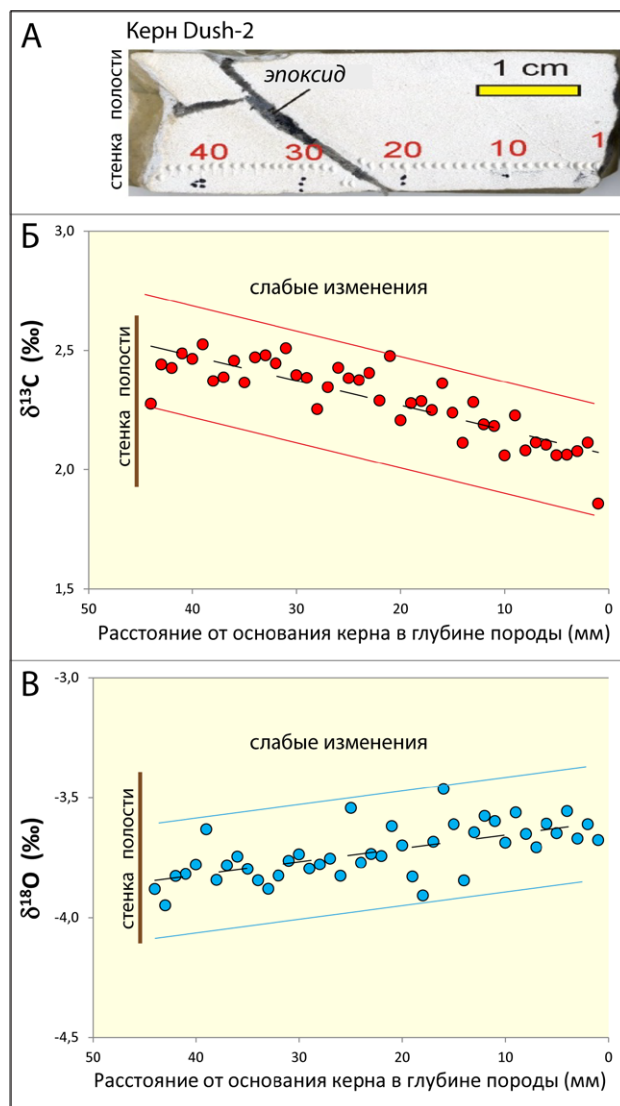 А
Керн Dush-2
эпоксид
1 cm
стенка полости
40 30 20 10 1
Б
δ¹³C (‰)
3,0
2,5
2,0
1,5
слабые изменения
стенка полости
50 40 30 20 10 0
Расстояние от основания керна в глубине породы (мм)
В
δ¹⁸O (‰)
-3,0
-3,5
-4,0
-4,5
слабые изменения
стенка полости
50 40 30 20 10 0
Расстояние от основания керна в глубине породы (мм)